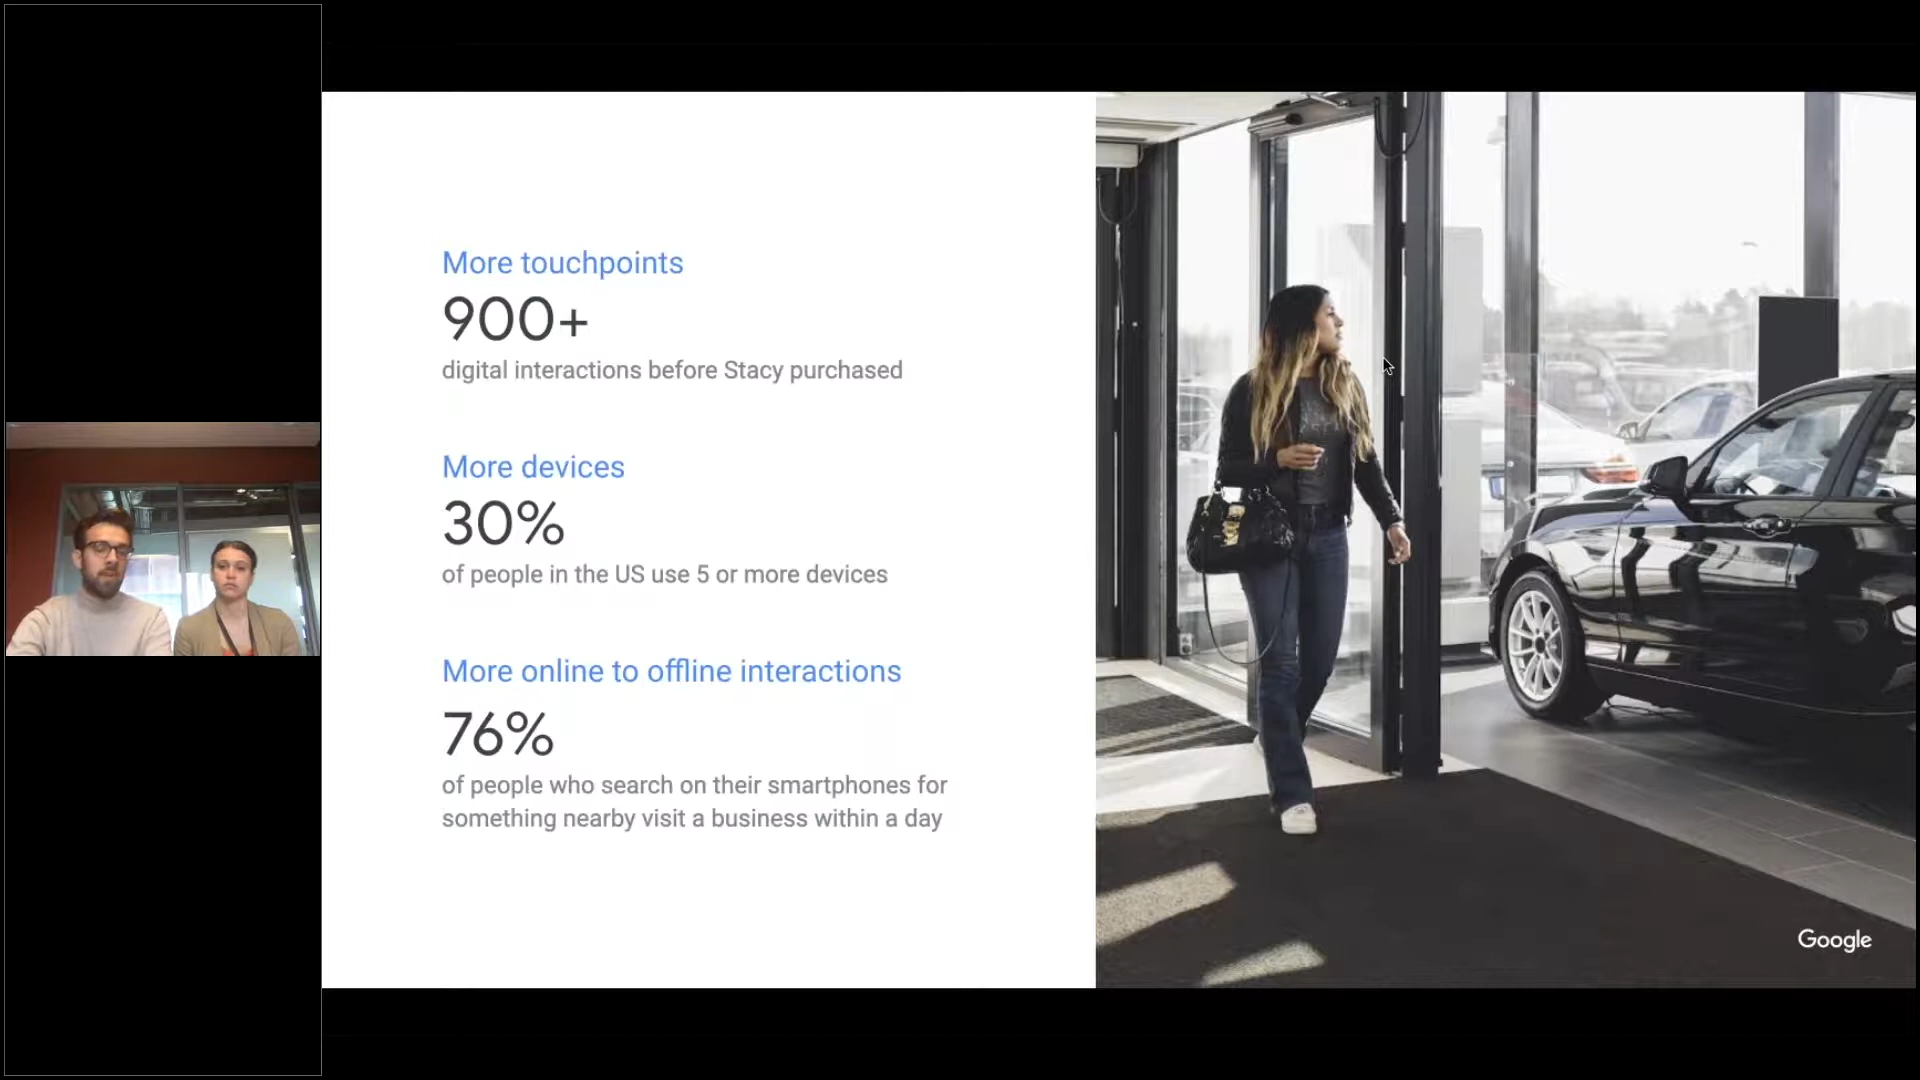 More touchpoints
900+
digital interactions before Stacy purchased
More devices
30%
of people in the US use 5 or more devices
More online to offline interactions
76%
of people who search on their smartphones for
something nearby visit a business within a day
Google